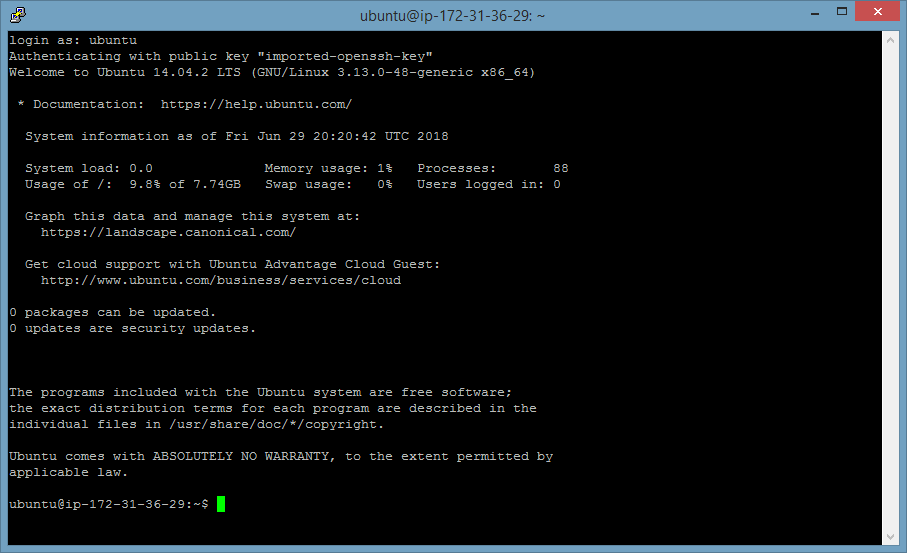 ubuntu@ip-172-31-36-29: ~
login as: ubuntu
Authenticating with public key "imported-openssh-key"
Welcome to Ubuntu 14.04.2 LTS (GNU/Linux 3.13.0-48-generic x86_64)
* Documentation:  https://help.ubuntu.com/
System information as of Fri Jun 29 20:20:42 UTC 2018
System load: 0.0              Memory usage: 1%   Processes:       88
Usage of /:  9.8% of 7.74GB   Swap usage:   0%   Users logged in: 0
Graph this data and manage this system at:
https://landscape.canonical.com/
Get cloud support with Ubuntu Advantage Cloud Guest:
http://www.ubuntu.com/business/services/cloud
0 packages can be updated.
0 updates are security updates.
The programs included with the Ubuntu system are free software;
the exact distribution terms for each program are described in the
individual files in /usr/share/doc/*/copyright.
Ubuntu comes with ABSOLUTELY NO WARRANTY, to the extent permitted by
applicable law.
ubuntu@ip-172-31-36-29:~$